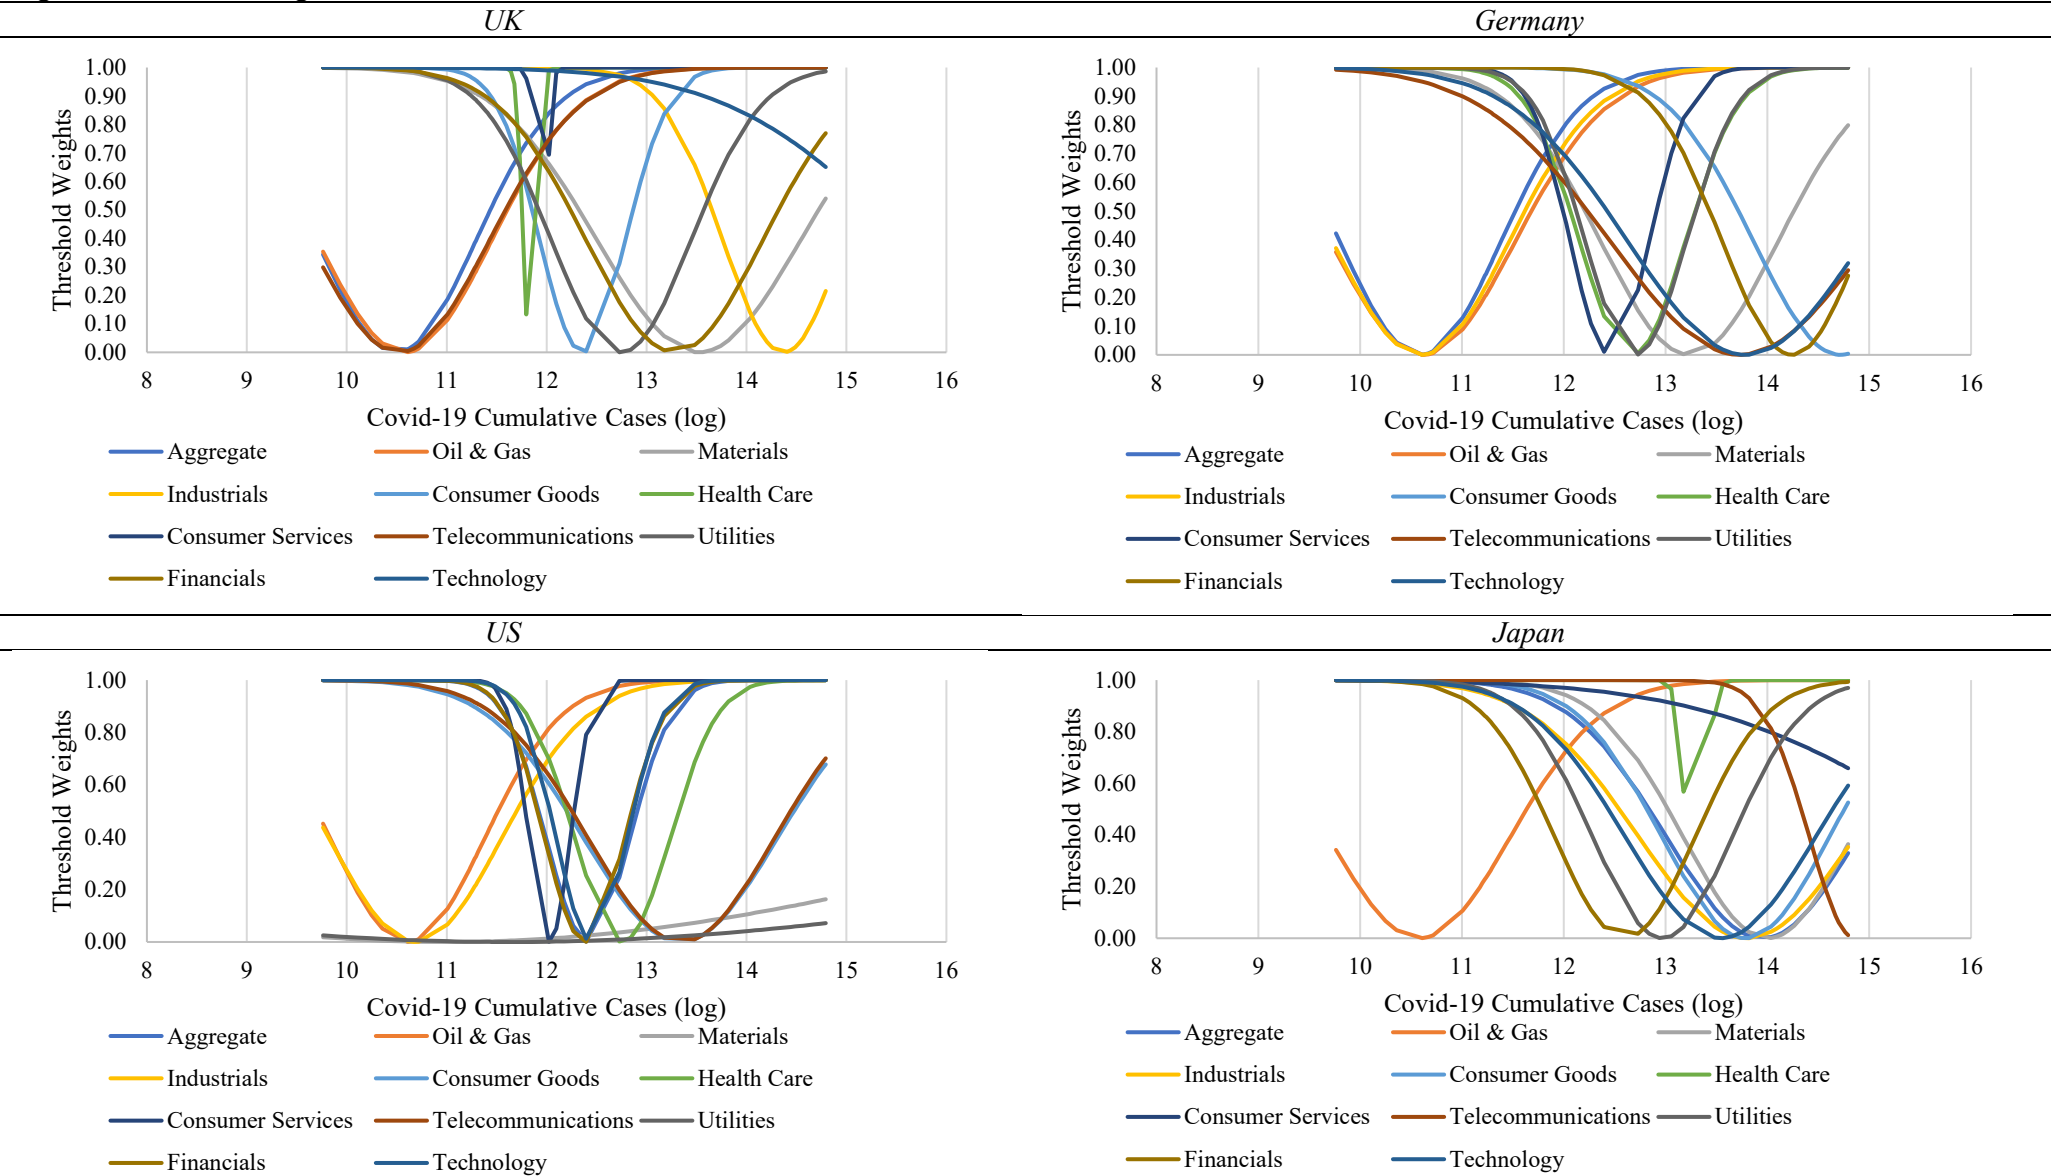 UK
Germany
1.00
0.90
0.80
0.70
0.60
0.50
0.40
0.30
0.20
0.10
0.00
Threshold Weights
8 9 10 11 12 13 14 15 16
Covid-19 Cumulative Cases (log)
Aggregate Oil & Gas Materials
Industrials Consumer Goods Health Care
Consumer Services Telecommunications Utilities
Financials Technology
1.00
0.90
0.80
0.70
0.60
0.50
0.40
0.30
0.20
0.10
0.00
Threshold Weights
8 9 10 11 12 13 14 15 16
Covid-19 Cumulative Cases (log)
Aggregate Oil & Gas Materials
Industrials Consumer Goods Health Care
Consumer Services Telecommunications Utilities
Financials Technology
US
Japan
1.00
0.80
0.60
0.40
0.20
0.00
Threshold Weights
8 9 10 11 12 13 14 15 16
Covid-19 Cumulative Cases (log)
Aggregate Oil & Gas Materials
Industrials Consumer Goods Health Care
Consumer Services Telecommunications Utilities
Financials Technology
1.00
0.80
0.60
0.40
0.20
0.00
Threshold Weights
8 9 10 11 12 13 14 15 16
Covid-19 Cumulative Cases (log)
Aggregate Oil & Gas Materials
Industrials Consumer Goods Health Care
Consumer Services Telecommunications Utilities
Financials Technology